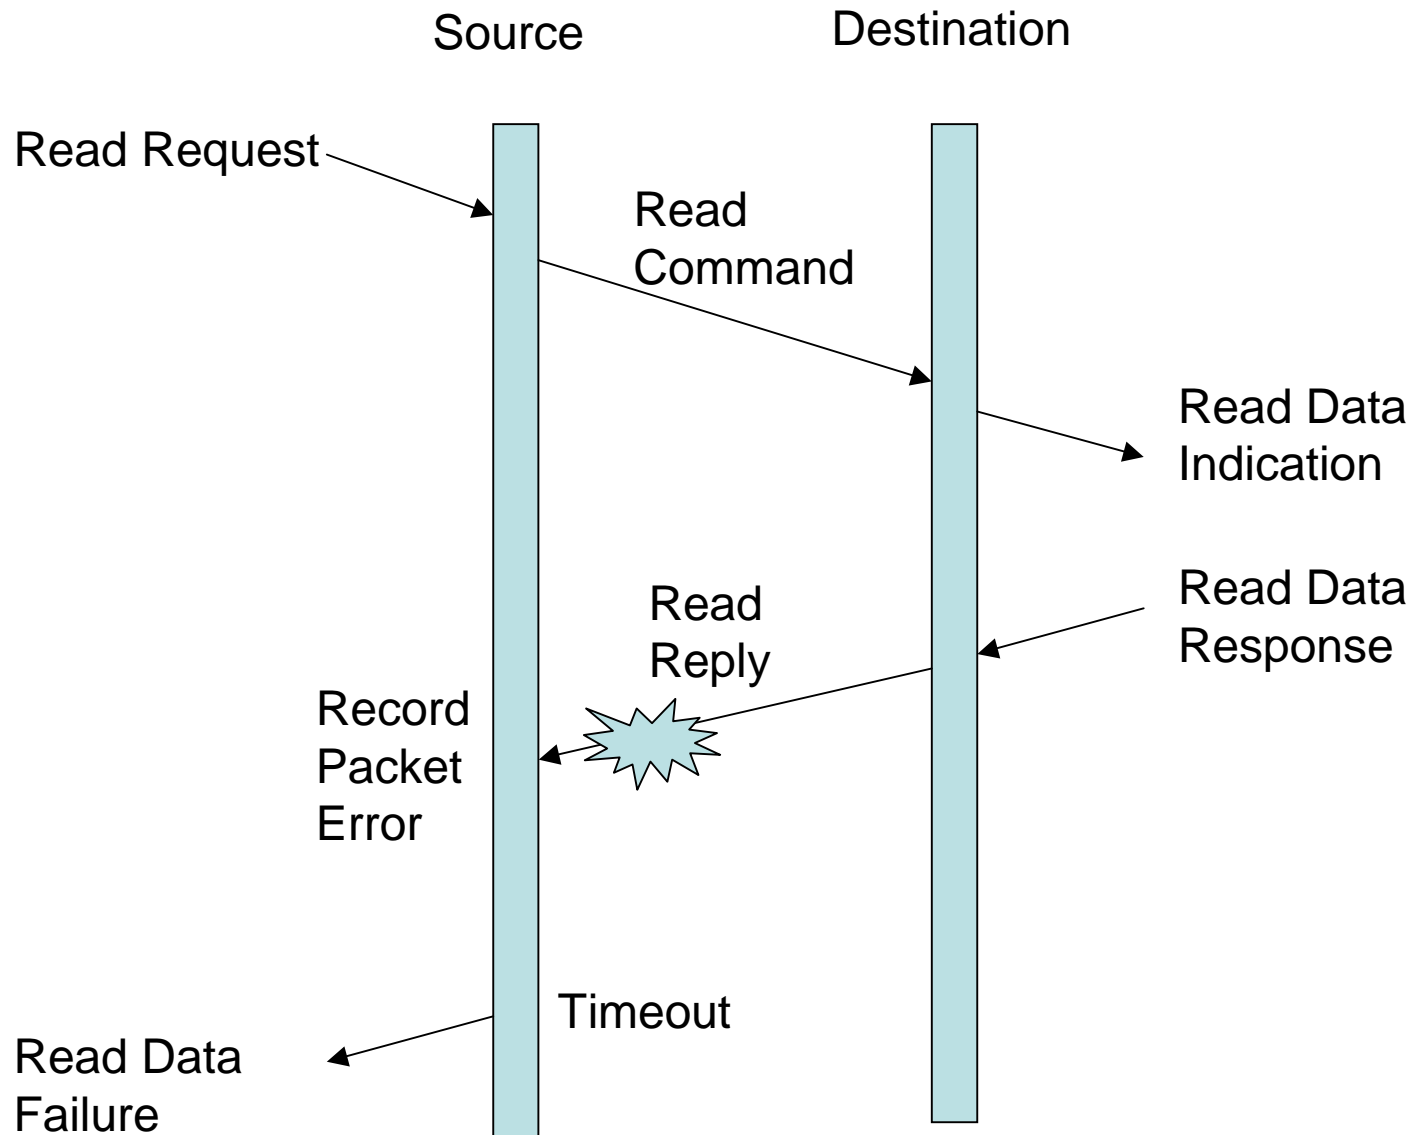 Source
Destination
Read Request
Read
Command
Read Data
Indication
Read Data
Response
Read
Reply
Record
Packet
Error
Timeout
Read Data
Failure